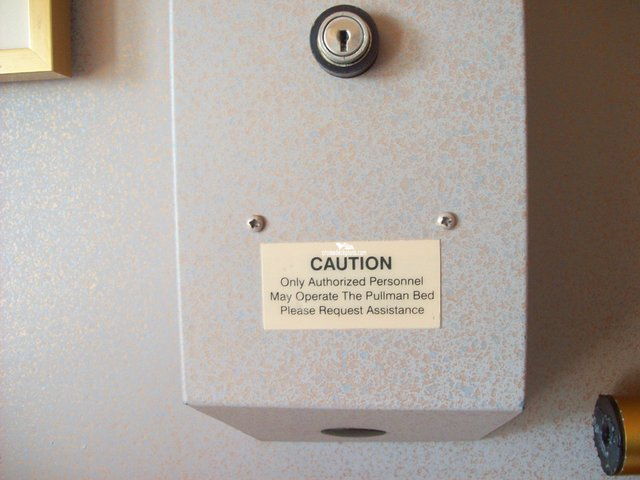 CAUTION
Only Authorized Personnel
May Operate The Pullman Bed
Please Request Assistance